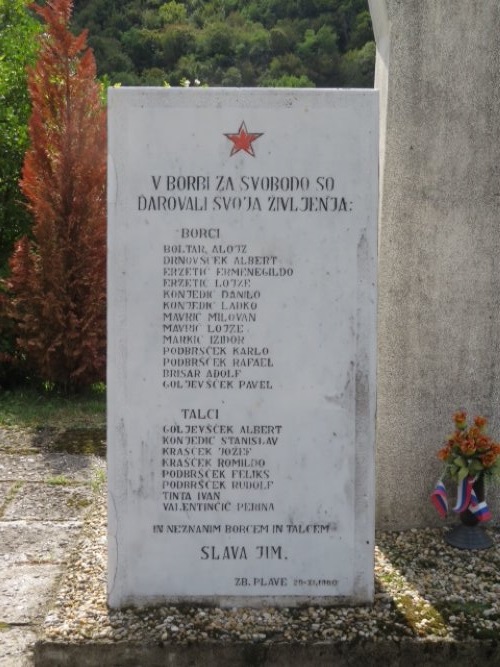 V BORBI ZA SVOBODO SO
DAROVALI SVOJA ŽIVLJENJA:
BORCI
BOLTAR ALOJZ
DRNOVŠČEK ALBERT
ERZETIČ ERMENEGILDO
ERZETIČ LOJZE
KONJEDIC DANILO
KONJEDIC LADKO
MAVRIČ MILOVAN
MAVRIČ LOJZE
MARKIČ IZIDOR
PODBRŠČEK KARLO
PODBRŠČEK RAFAEL
BRISAR ADOLF
GOLJEVŠČEK PAVEL
TALCI
GOLJEVŠČEK ALBERT
KONJEDIC STANISLAV
KRAŠČEK JOŽEF
KRAŠČEK ROMILDO
PODBRŠČEK FELIKS
PODBRŠČEK RUDOLF
TINTA IVAN
VALENTINČIČ PERINA
IN NEZNANIM BORCEM IN TALCEM
SLAVA JIM.
ZB. PLAVE